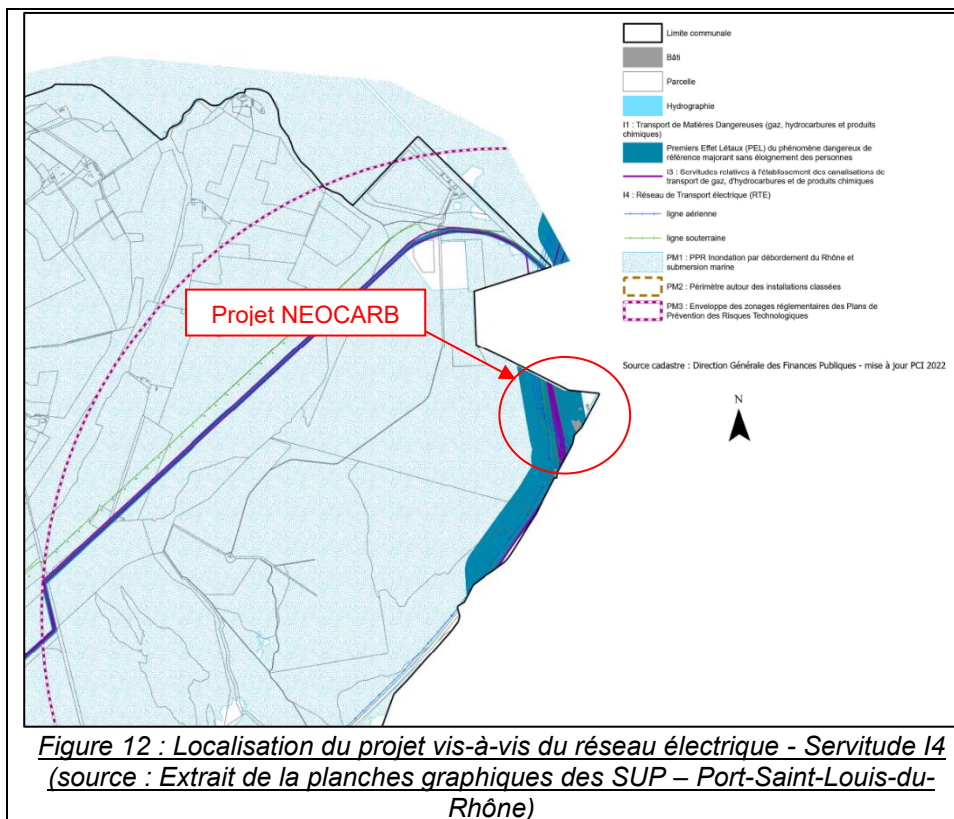 Limite communale
Bâti
Parcelle
Hydrographie
I1 : Transport de Matières Dangereuses (gaz, hydrocarbures et produits
chimiques)
Premiers Effet Létaux (PEL) du phénomène dangereux de
référence majorant sans éloignement des personnes
I3 : Servitudes relatives à l'établissement des canalisations de
transport de gaz, d'hydrocarbures et de produits chimiques
I4 : Réseau de Transport électrique (RTE)
ligne aérienne
ligne souterraine
PM1 : PPR Inondation par débordement du Rhône et
submersion marine
PM2 : Périmètre autour des installations classées
PM3 : Enveloppe des zonages réglementaires des Plans de
Prévention des Risques Technologiques
Source cadastre : Direction Générale des Finances Publiques - mise à jour PCI 2022
N
Projet NEOCARB
Figure 12 : Localisation du projet vis-à-vis du réseau électrique - Servitude I4
(source : Extrait de la planches graphiques des SUP – Port-Saint-Louis-du-
Rhône)